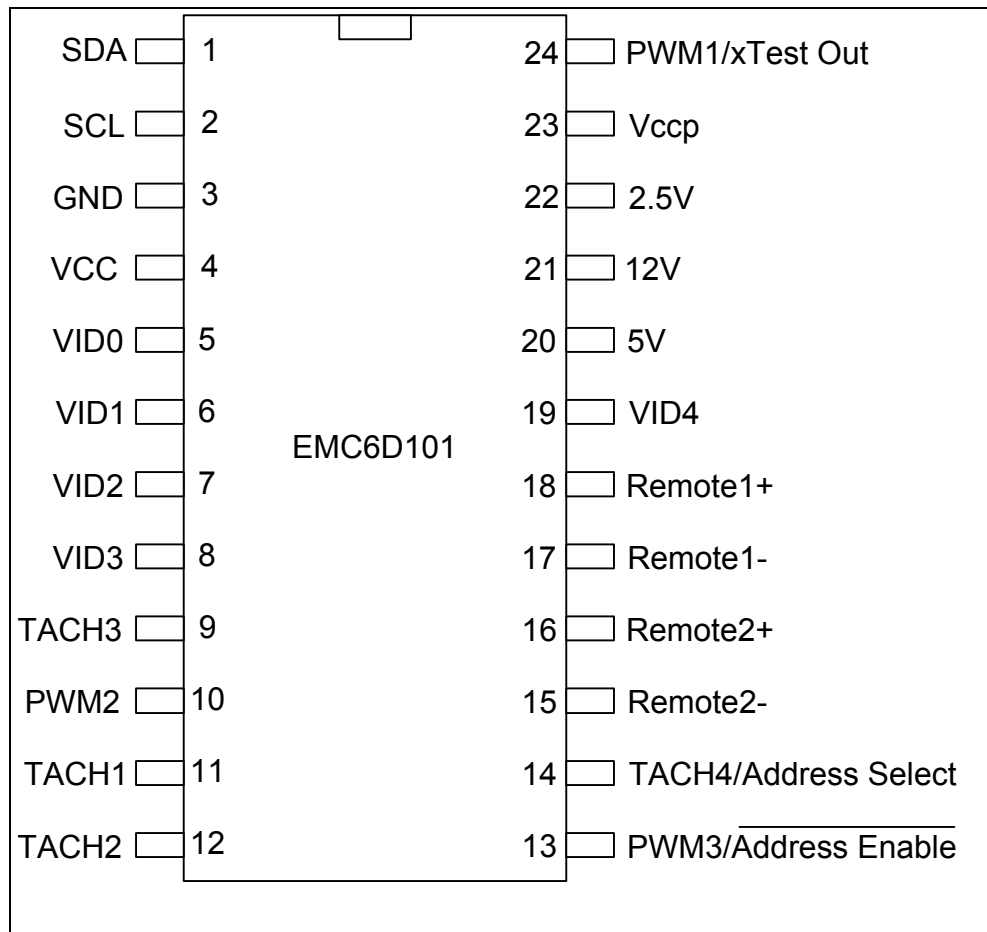 SDA 1 24 PWM1/xTest Out
SCL 2 23 Vccp
GND 3 22 2.5V
VCC 4 21 12V
VID0 5 20 5V
VID1 6 19 VID4
EMC6D101
VID2 7 18 Remote1+
VID3 8 17 Remote1-
TACH3 9 16 Remote2+
PWM2 10 15 Remote2-
TACH1 11 14 TACH4/Address Select
TACH2 12 13 PWM3/Address Enable